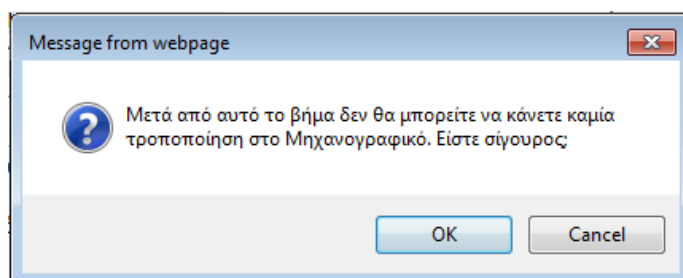 Message from webpage
Μετά από αυτό το βήμα δεν θα μπορείτε να κάνετε καμία
τροποποίηση στο Μηχανογραφικό. Είστε σίγουρος;
OK
Cancel